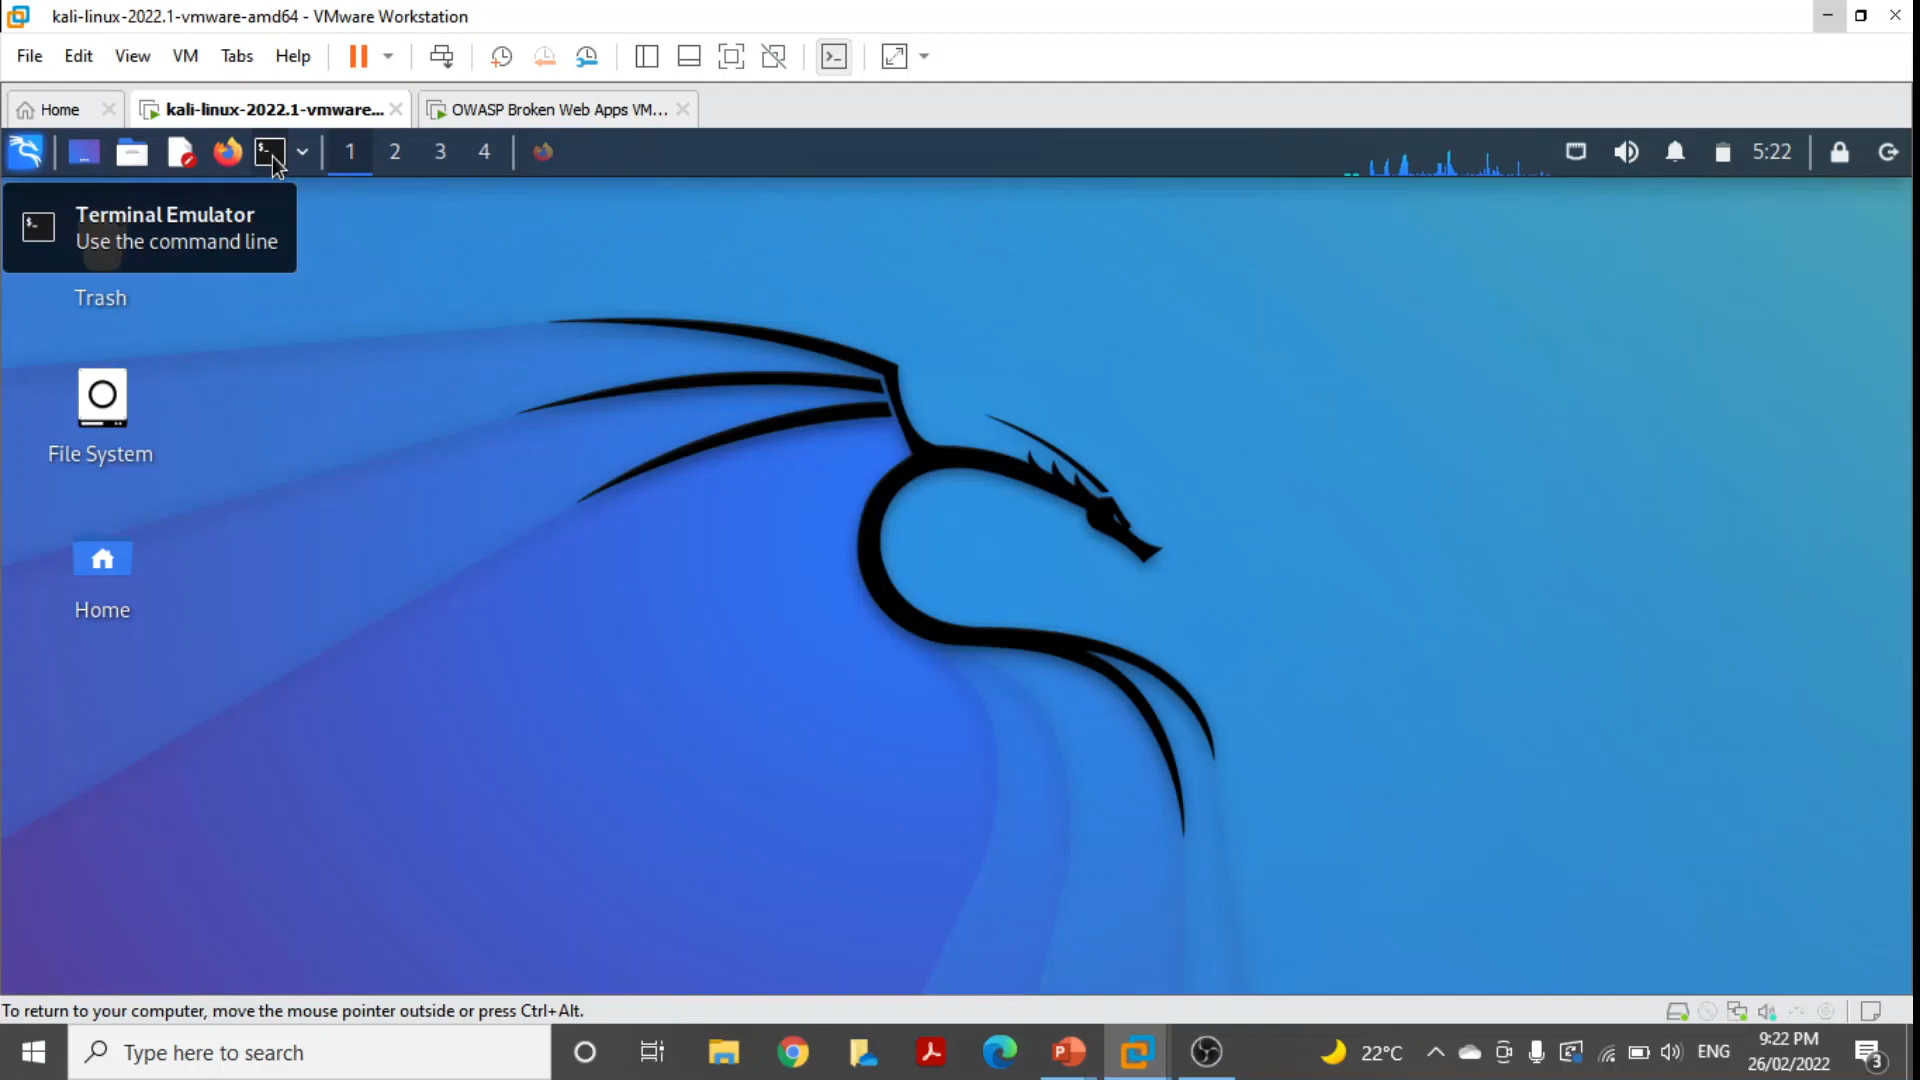 kali-linux-2022.1-vmware-amd64 - VMware Workstation
File Edit View VM Tabs Help
Home kali-linux-2022.1-vmware... OWASP Broken Web Apps VM...
1 2 3 4 5:22
Terminal Emulator
Use the command line
Trash
File System
Home
To return to your computer, move the mouse pointer outside or press Ctrl+Alt.
Type here to search
22°C ENG
9:22 PM
26/02/2022
3